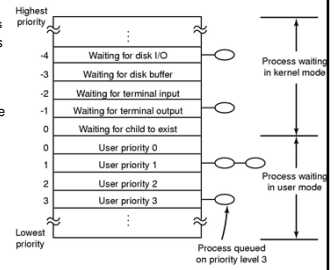 Highest
priority
s
s
e
-4 Waiting for disk I/O
-3 Waiting for disk buffer
-2 Waiting for terminal input
-1 Waiting for terminal output
0 Waiting for child to exist
0 User priority 0
1 User priority 1
2 User priority 2
3 User priority 3
Lowest
priority
Process waiting
in kernel mode
Process waiting
in user mode
Process queued
on priority level 3